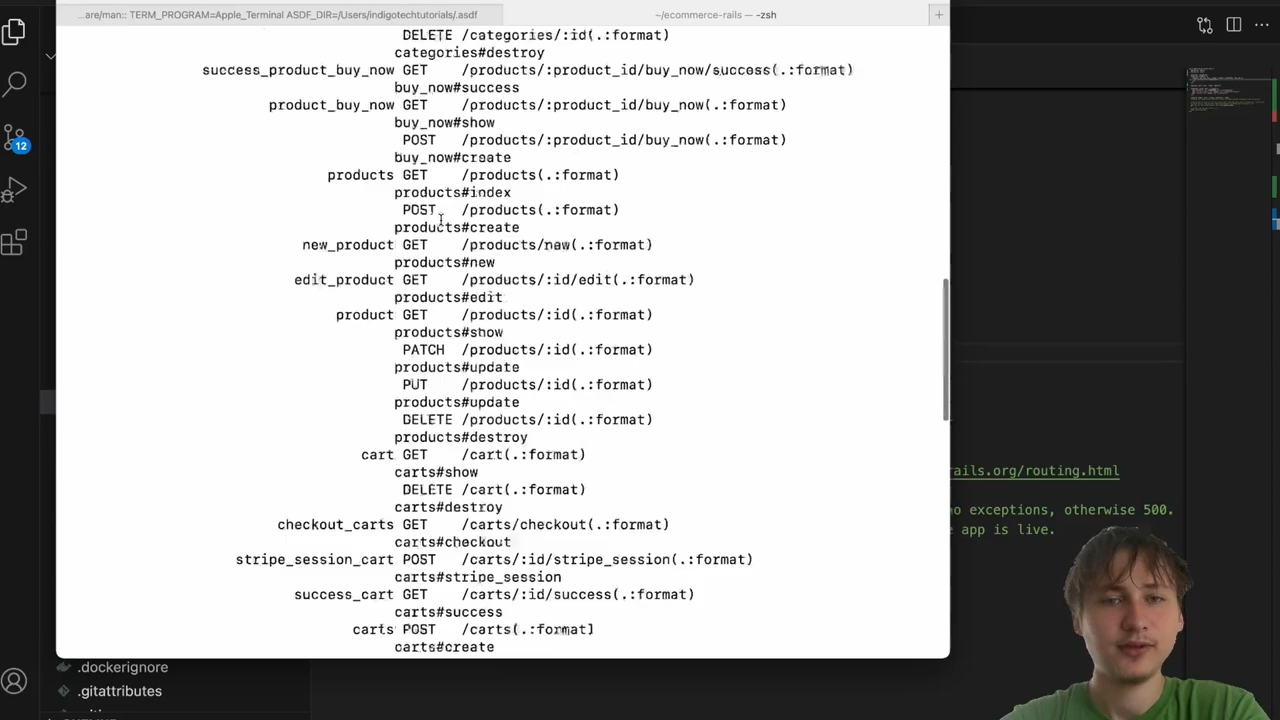 ...are/man:: TERM_PROGRAM=Apple_Terminal ASDF_DIR=/Users/indigotechtutorials/.asdf
~/ecommerce-rails — -zsh
DELETE /categories/:id(.:format)
categories#destroy
success_product_buy_now GET /products/:product_id/buy_now/success(.:format)
buy_now#success
product_buy_now GET /products/:product_id/buy_now(.:format)
buy_now#show
POST /products/:product_id/buy_now(.:format)
buy_now#create
products GET /products(.:format)
products#index
POST /products(.:format)
products#create
new_product GET /products/new(.:format)
products#new
edit_product GET /products/:id/edit(.:format)
products#edit
product GET /products/:id(.:format)
products#show
PATCH /products/:id(.:format)
products#update
PUT /products/:id(.:format)
products#update
DELETE /products/:id(.:format)
products#destroy
cart GET /cart(.:format)
carts#show
DELETE /cart(.:format)
carts#destroy
checkout_carts GET /carts/checkout(.:format)
carts#checkout
stripe_session_cart POST /carts/:id/stripe_session(.:format)
carts#stripe_session
success_cart GET /carts/:id/success(.:format)
carts#success
carts POST /carts(.:format)
carts#create
12
ails.org/routing.html
o exceptions, otherwise 500.
e app is live.
.dockerignore
.gitattributes